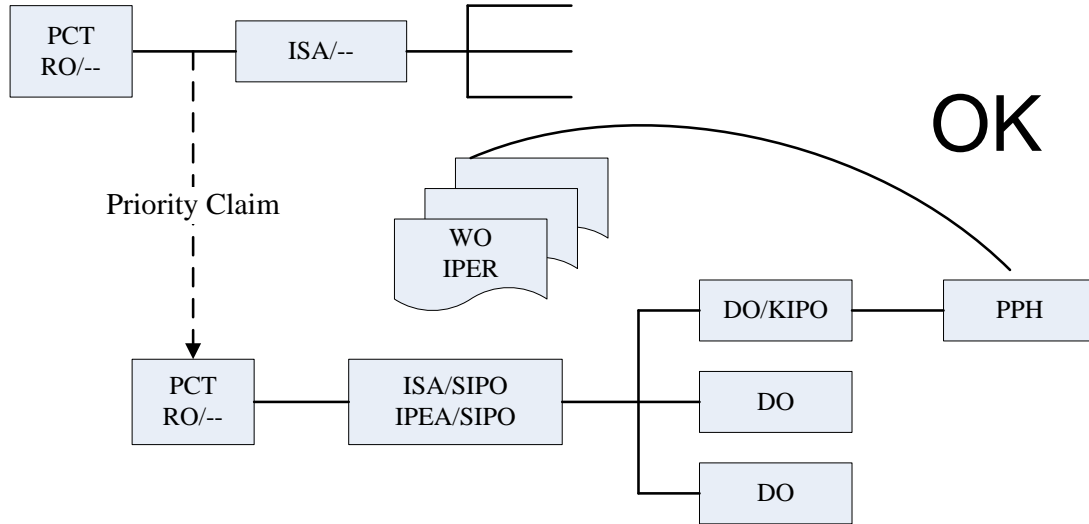 PCT
RO/--
ISA/--
OK
Priority Claim
WO
IPER
DO/KIPO
PPH
PCT
RO/--
ISA/SIPO
IPEA/SIPO
DO
DO